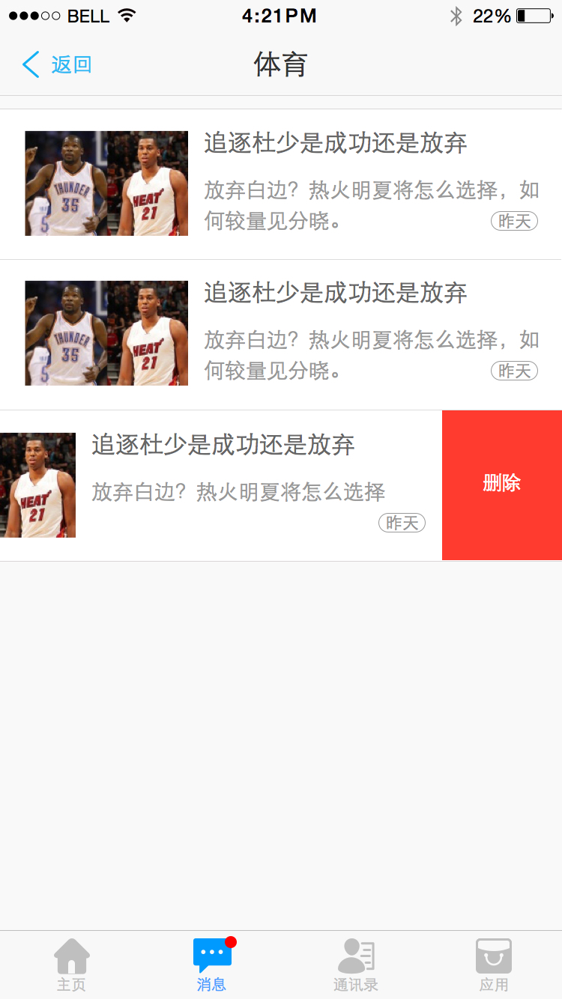 BELL 4:21PM 22%
返回 体育
追逐杜少是成功还是放弃
THUNDER
35
HEAT
21
5
放弃白边？热火明夏将怎么选择，如
何较量见分晓。
昨天
追逐杜少是成功还是放弃
THUNDER
35
HEAT
21
5
放弃白边？热火明夏将怎么选择，如
何较量见分晓。
昨天
追逐杜少是成功还是放弃
HEAT
21
放弃白边？热火明夏将怎么选择
昨天
删除
主页 消息 通讯录 应用